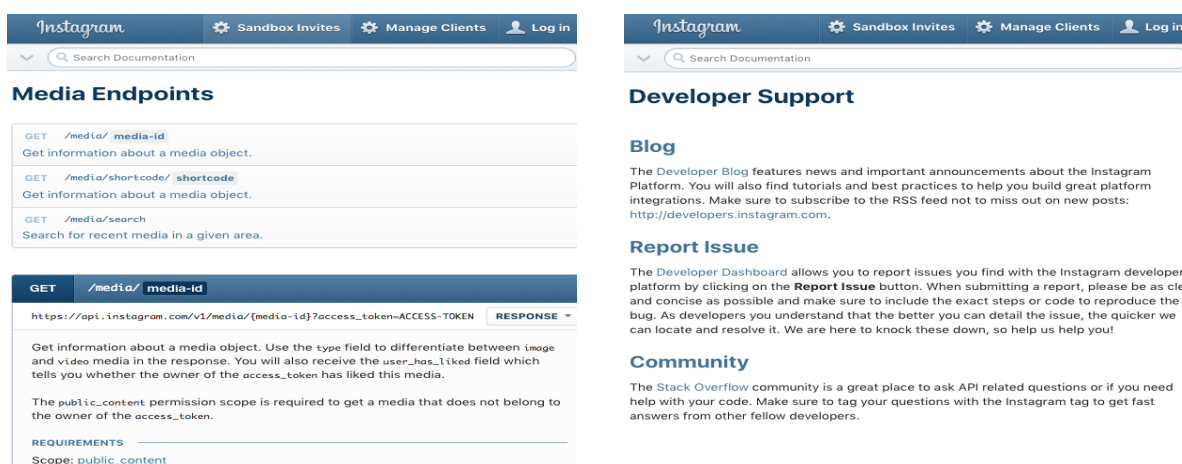 Instagram Sandbox Invites Manage Clients Log in
Search Documentation
Media Endpoints
GET /media/media-id
Get information about a media object.
GET /media/shortcode/shortcode
Get information about a media object.
GET /media/search
Search for recent media in a given area.
GET /media/media-id
https://api.instagram.com/v1/media/{media-id}?access_token=ACCESS-TOKEN RESPONSE
Get information about a media object. Use the type field to differentiate between image
and video media in the response. You will also receive the user_has_liked field which
tells you whether the owner of the access_token has liked this media.
The public_content permission scope is required to get a media that does not belong to
the owner of the access_token.
REQUIREMENTS
Scope: public_content
Instagram Sandbox Invites Manage Clients Log in
Search Documentation
Developer Support
Blog
The Developer Blog features news and important announcements about the Instagram
Platform. You will also find tutorials and best practices to help you build great platform
integrations. Make sure to subscribe to the RSS feed not to miss out on new posts:
http://developers.instagram.com.
Report Issue
The Developer Dashboard allows you to report issues you find with the Instagram developer
platform by clicking on the Report Issue button. When submitting a report, please be as cle
and concise as possible and make sure to include the exact steps or code to reproduce the
bug. As developers you understand that the better you can detail the issue, the quicker we
can locate and resolve it. We are here to knock these down, so help us help you!
Community
The Stack Overflow community is a great place to ask API related questions or if you need
help with your code. Make sure to tag your questions with the Instagram tag to get fast
answers from other fellow developers.